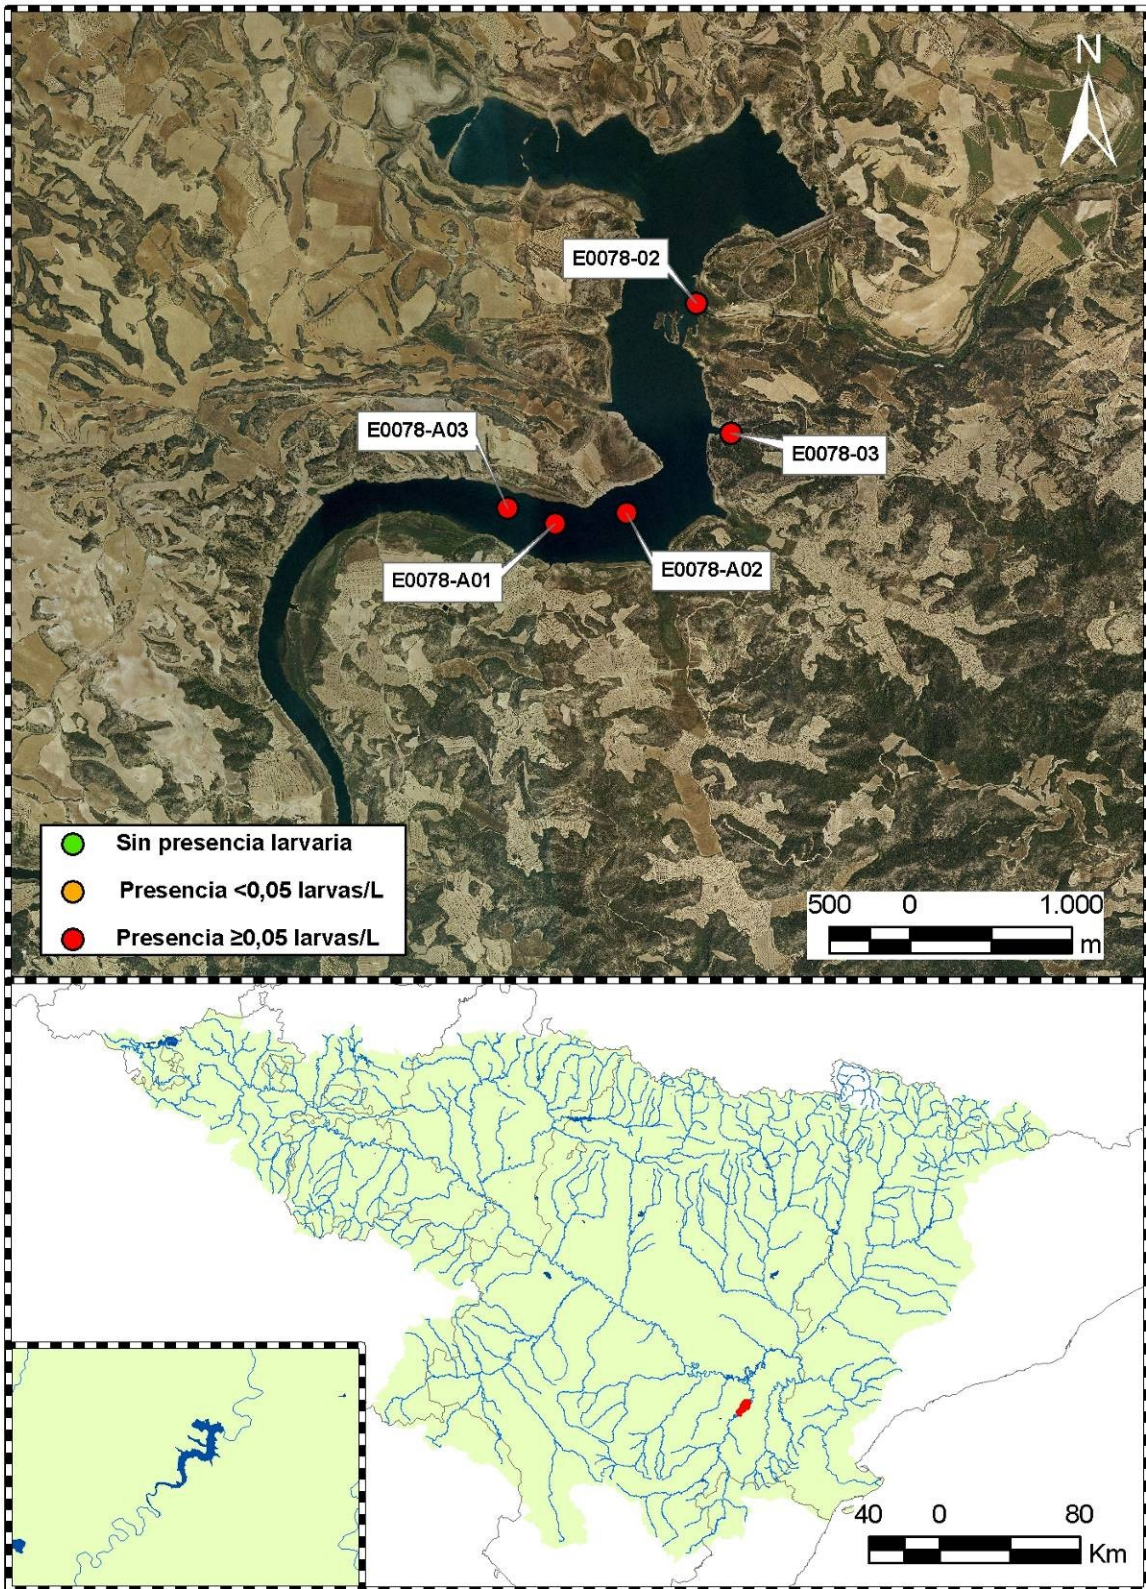 N
E0078-02
E0078-A03
E0078-03
E0078-A01
E0078-A02
Sin presencia larvaria
Presencia <0,05 larvas/L
Presencia ≥0,05 larvas/L
500 0 1.000
m
40 0 80
Km